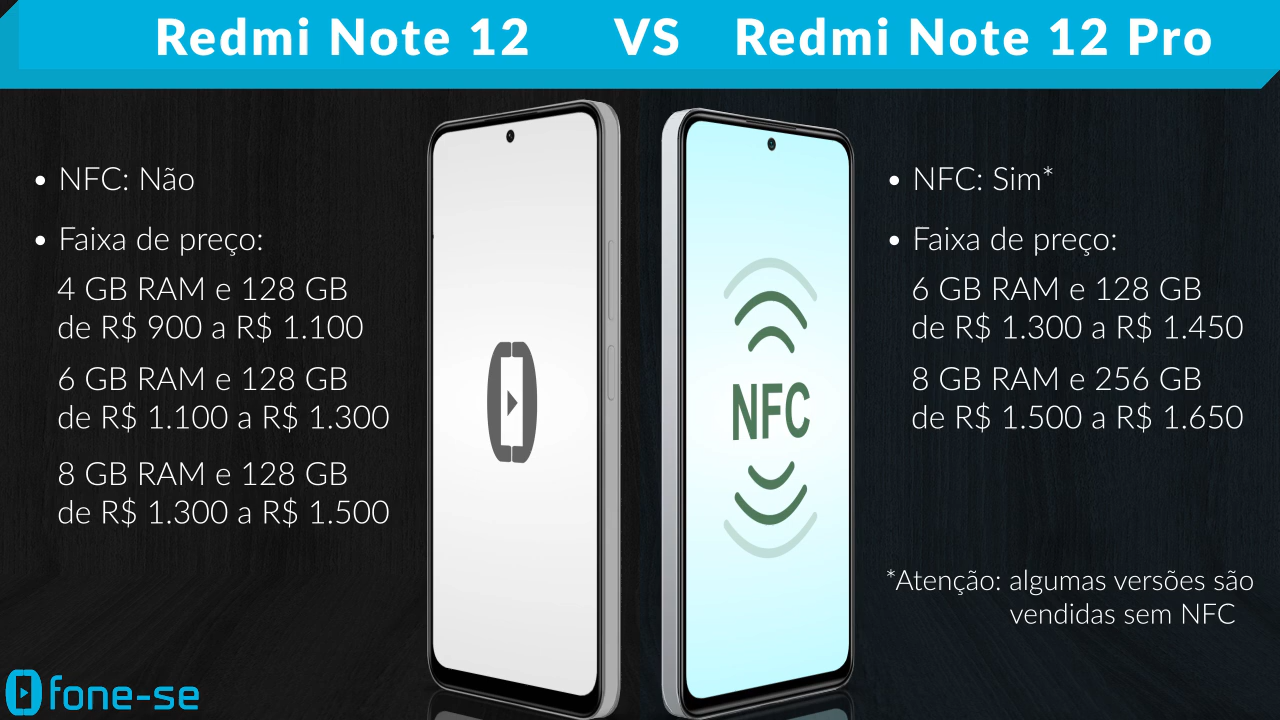 Redmi Note 12 VS Redmi Note 12 Pro
• NFC: Não
• Faixa de preço:
4 GB RAM e 128 GB
de R$ 900 a R$ 1.100
6 GB RAM e 128 GB
de R$ 1.100 a R$ 1.300
8 GB RAM e 128 GB
de R$ 1.300 a R$ 1.500
NFC
• NFC: Sim*
• Faixa de preço:
6 GB RAM e 128 GB
de R$ 1.300 a R$ 1.450
8 GB RAM e 256 GB
de R$ 1.500 a R$ 1.650
*Atenção: algumas versões são
vendidas sem NFC
fone-se